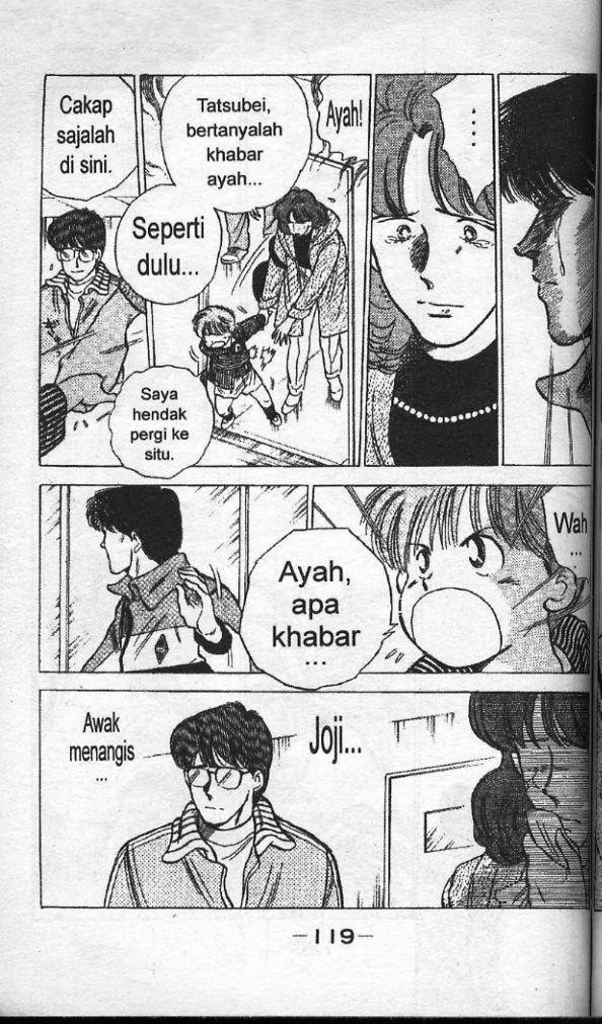 Cakap
sajalah
di sini.
Saya
hendak
pergi ke
situ.
Tatsubei,
bertanyalah
khabar
ayah...
Seperti
dulu...
Ayah!
...
Ayah,
apa
khabar
...
Wah
...
Awak
menangis
...
Joji...
—119—